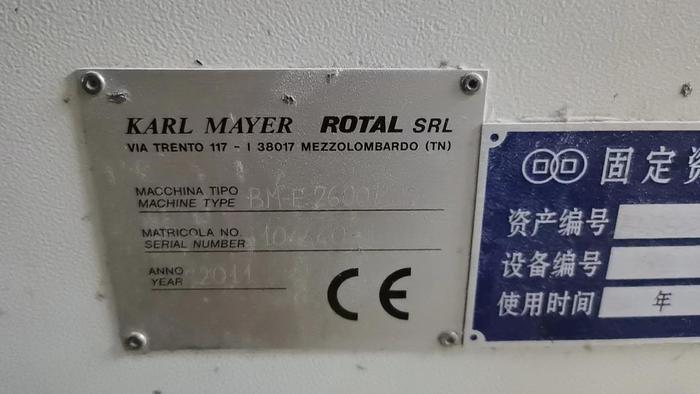 KARL MAYER ROTAL SRL
VIA TRENTO 117 - I 38017 MEZZOLOMBARDO (TN)
MACCHINA TIPO
MACHINE TYPE BM-E 2600
MATRICOLA NO.
SERIAL NUMBER
ANNO
YEAR 2011
CE
固定资
资产编号
设备编号
使用时间 年